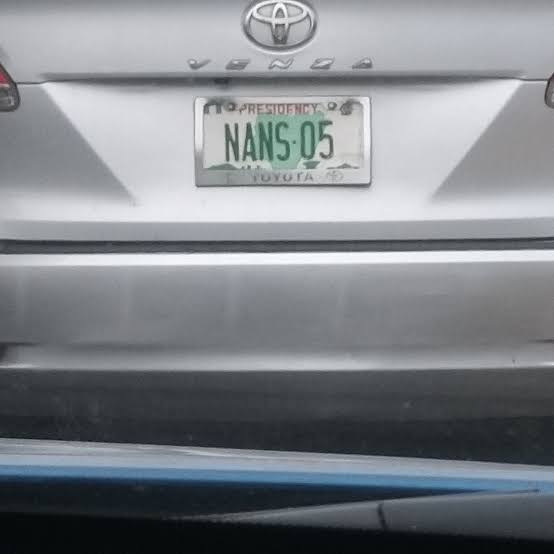 VENZA
PRESIDENCY
NANS·05
TOYOTA